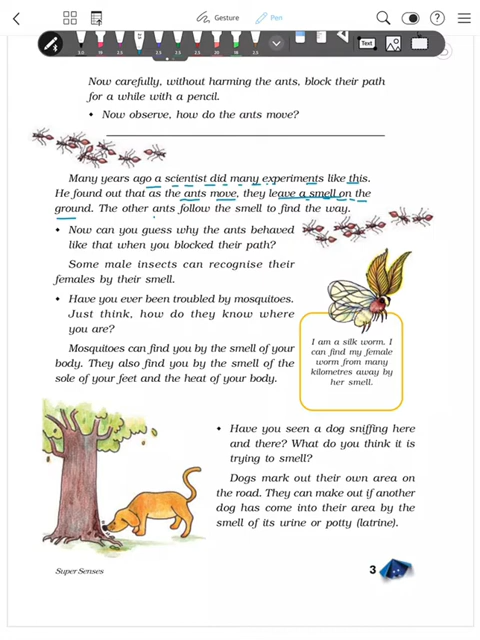 Gesture Pen
Text
Now carefully, without harming the ants, block their path
for a while with a pencil.
• Now observe, how do the ants move?
Many years ago a scientist did many experiments like this.
He found out that as the ants move, they leave a smell on the
ground. The other ants follow the smell to find the way.
• Now can you guess why the ants behaved
like that when you blocked their path?
Some male insects can recognise their
females by their smell.
• Have you ever been troubled by mosquitoes.
Just think, how do they know where
you are?
Mosquitoes can find you by the smell of your
body. They also find you by the smell of the
sole of your feet and the heat of your body.
I am a silk worm. I
can find my female
worm from many
kilometres away by
her smell.
• Have you seen a dog sniffing here
and there? What do you think it is
trying to smell?
Dogs mark out their own area on
the road. They can make out if another
dog has come into their area by the
smell of its urine or potty (latrine).
Super Senses
3